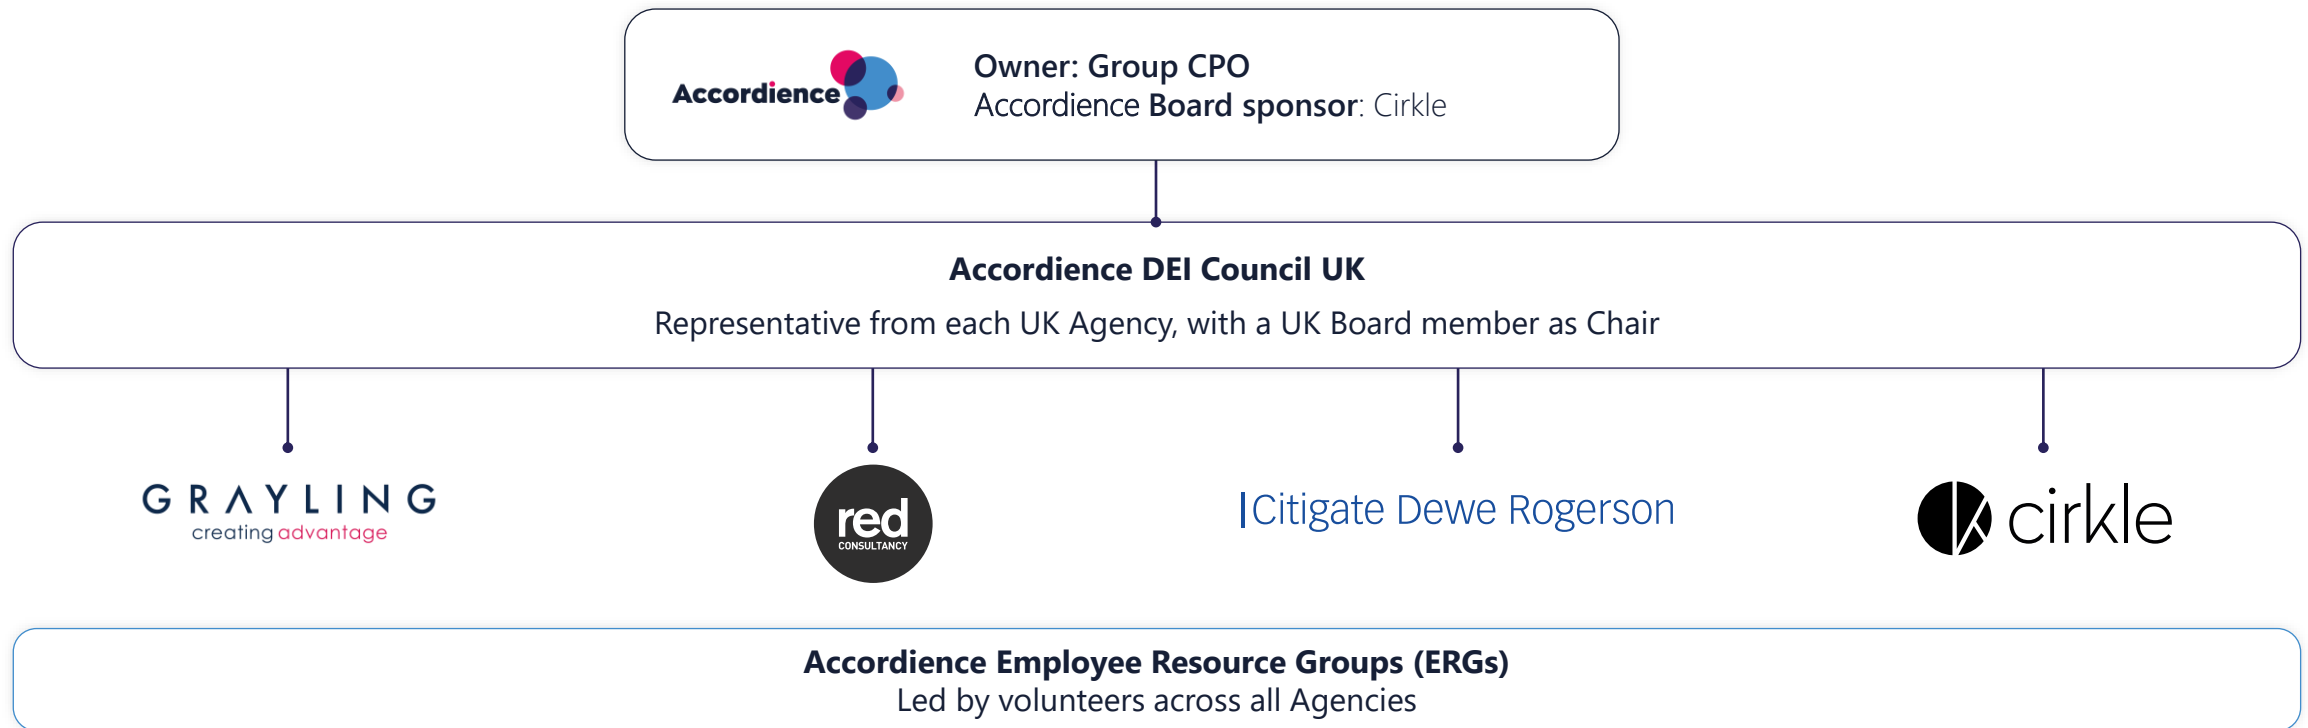 Accordience
Owner: Group CPO
Accordience Board sponsor: Cirkle
Accordience DEI Council UK
Representative from each UK Agency, with a UK Board member as Chair
GRAYLING
creating advantage
red
CONSULTANCY
Citigate Dewe Rogerson
cirkle
Accordience Employee Resource Groups (ERGs)
Led by volunteers across all Agencies